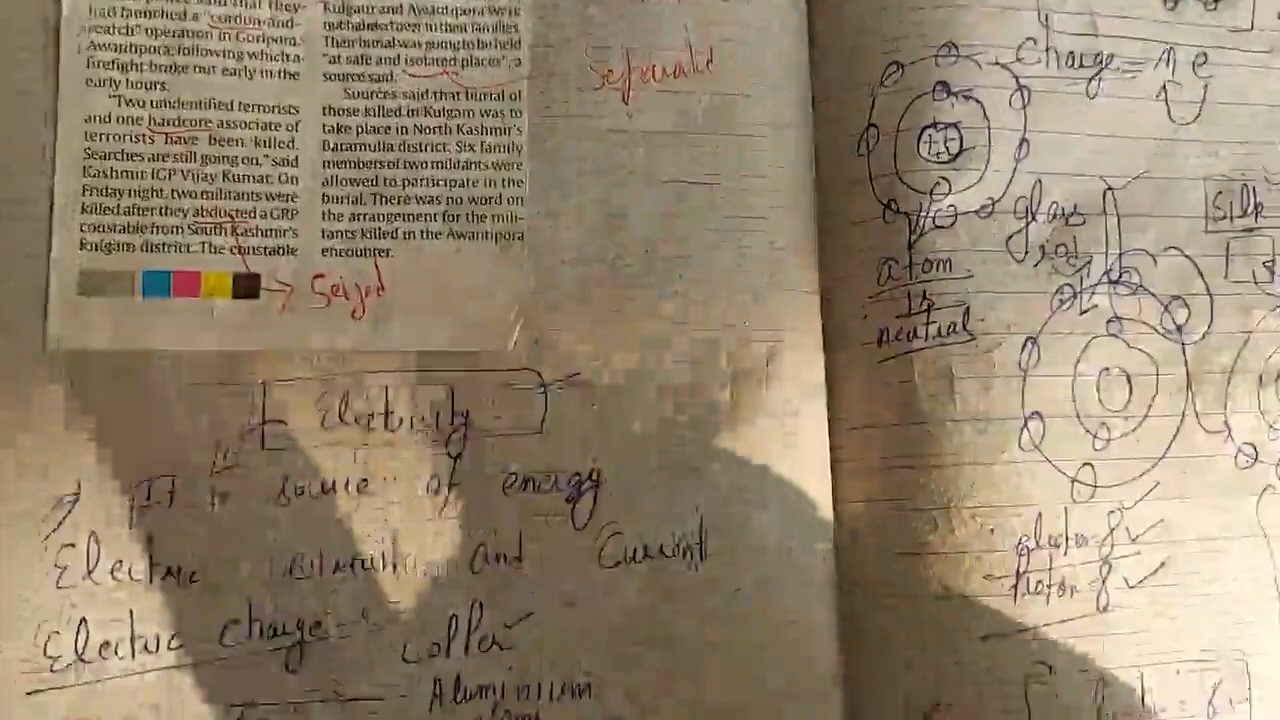 had launched a "cordon-and-
search" operation in Goripora,
Awantipora, following which a
firefight broke out early in the
early hours.
"Two unidentified terrorists
and one hardcore associate of
terrorists have been killed.
Searches are still going on," said
Kashmir IGP Vijay Kumar. On
Friday night, two militants were
killed after they abducted a GRP
constable from South Kashmir's
Kulgam district. The constable
Kulgam and Awantipora were
not handed over to their families.
Their burial was going to be held
"at safe and isolated places", a
source said.
Sources said that burial of
those killed in Kulgam was to
take place in North Kashmir's
Baramulla district. Six family
members of two militants were
allowed to participate in the
burial. There was no word on
the arrangement for the mili-
tants killed in the Awantipora
encounter.
Seized
Electricity
It is source of energy
Electric and Current
Electric charge
copper
Aluminium
Charge = ne
glass
rod
Silk
atom
is
neutral
electron = 8
Proton = 8